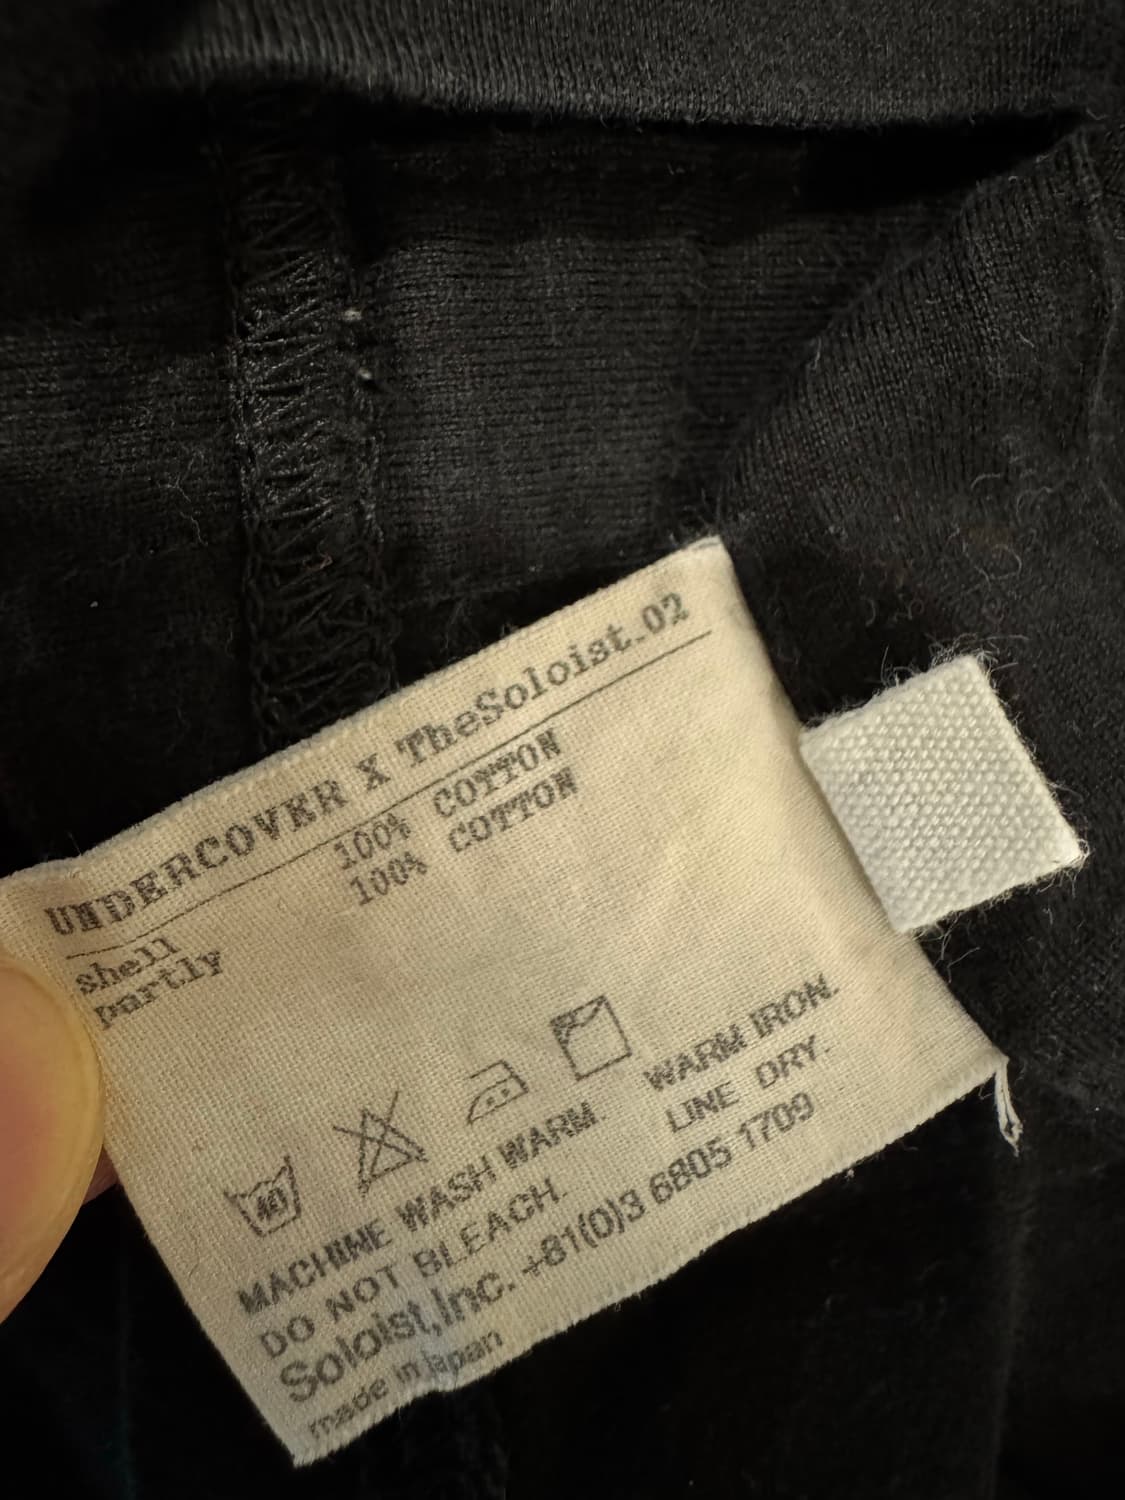 UNDERCOVER X TheSoloist.02
shell 100% COTTON
partly 100% COTTON
40
MACHINE WASH WARM. WARM IRON.
DO NOT BLEACH. LINE DRY.
Soloist,Inc. +81(0)3 6805 1709
made in japan